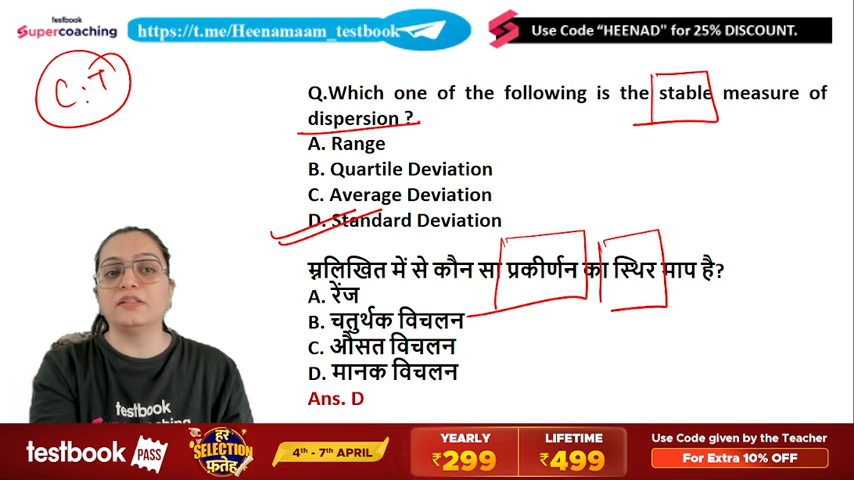 testbook
Supercoaching
https://t.me/Heenamaam_testbook
Use Code "HEENAD" for 25% DISCOUNT.
C.T
Q.Which one of the following is the stable measure of
dispersion ?
A. Range
B. Quartile Deviation
C. Average Deviation
D. Standard Deviation
म्नलिखित में से कौन सा प्रकीर्णन का स्थिर माप है?
A. रेंज
B. चतुर्थक विचलन
C. औसत विचलन
D. मानक विचलन
Ans. D
testbook
testbook PASS
हर
SELECTION
फतेह
4th - 7th APRIL
YEARLY
₹299
LIFETIME
₹499
Use Code given by the Teacher
For Extra 10% OFF